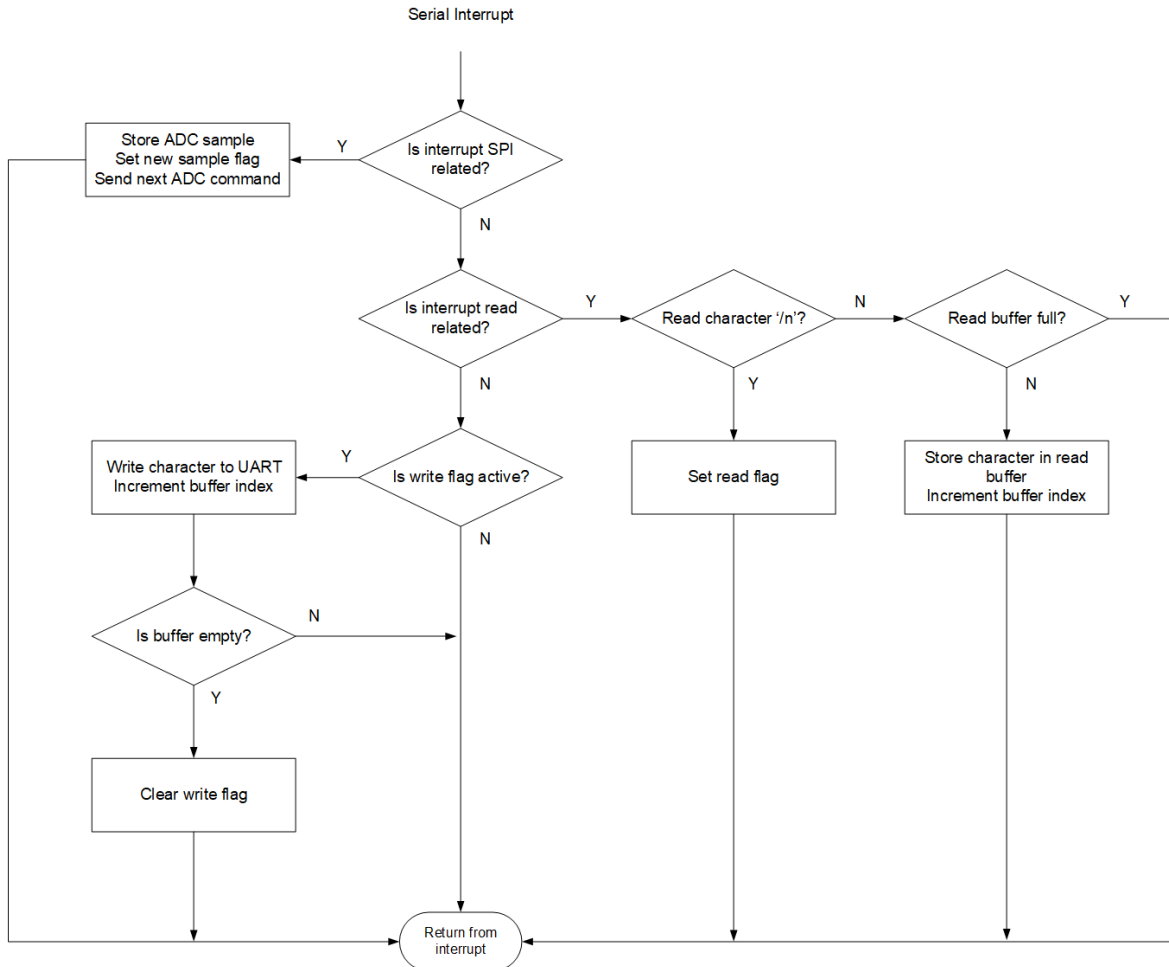 Serial Interrupt
Store ADC sample
Set new sample flag
Send next ADC command
Y
Is interrupt SPI
related?
N
Is interrupt read
related?
Y
Read character ‘/n’?
N
Read buffer full?
Y
N
Y
N
Write character to UART
Increment buffer index
Y
Is write flag active?
Set read flag
Store character in read
buffer
Increment buffer index
N
Is buffer empty?
N
Y
Clear write flag
Return from
interrupt